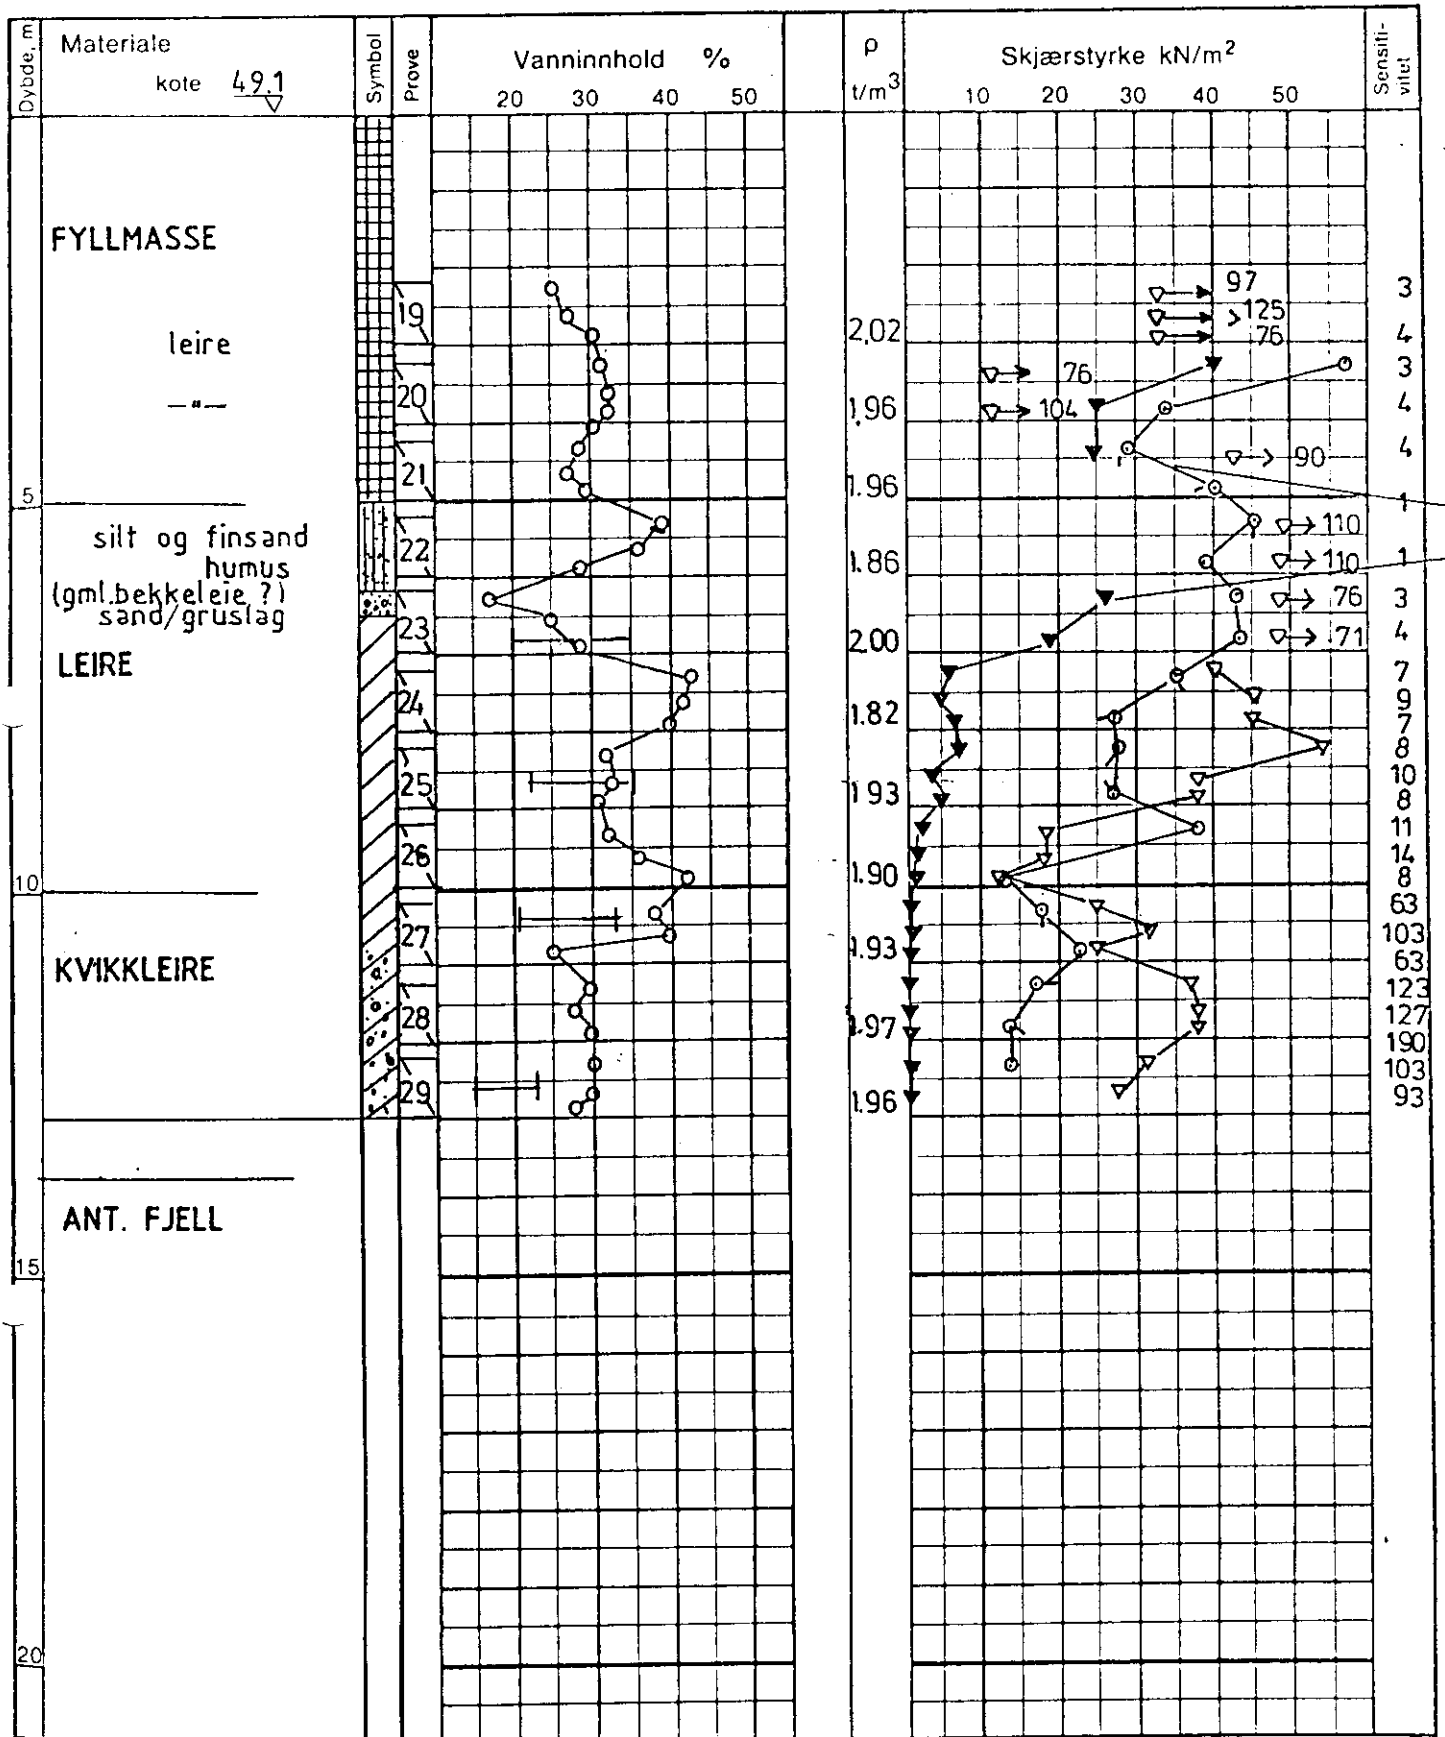 Dybde, m
Materiale
kote 49.1
Symbol
Prøve
Vanninnhold %
20 30 40 50
ρ
t/m³
Skjærstyrke kN/m²
10 20 30 40 50
Sensiti-
vitet
FYLLMASSE
leire
—"—
5
silt og finsand
humus
(gml.bekkeleie ?)
sand/gruslag
LEIRE
10
KVIKKLEIRE
ANT. FJELL
15
20
19
20
21
22
23
24
25
26
27
28
29
2,02
1,96
1.96
1.86
2.00
1.82
1.93
1.90
1.93
1.97
1.96
97
>125
76
76
104
90
110
110
76
71
3
4
3
4
4
1
1
3
4
7
9
7
8
10
8
11
14
8
63
103
63
123
127
190
103
93